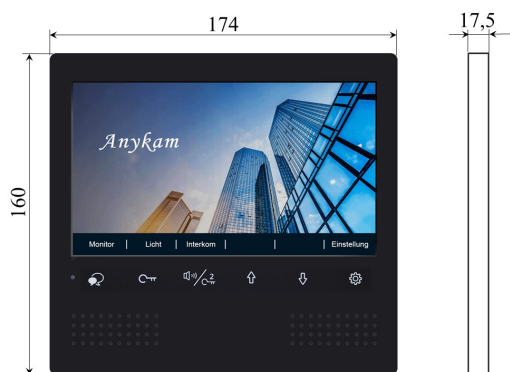 174
17,5
160
Anykam
Monitor | Licht | Interkom | | | Einstellung
2